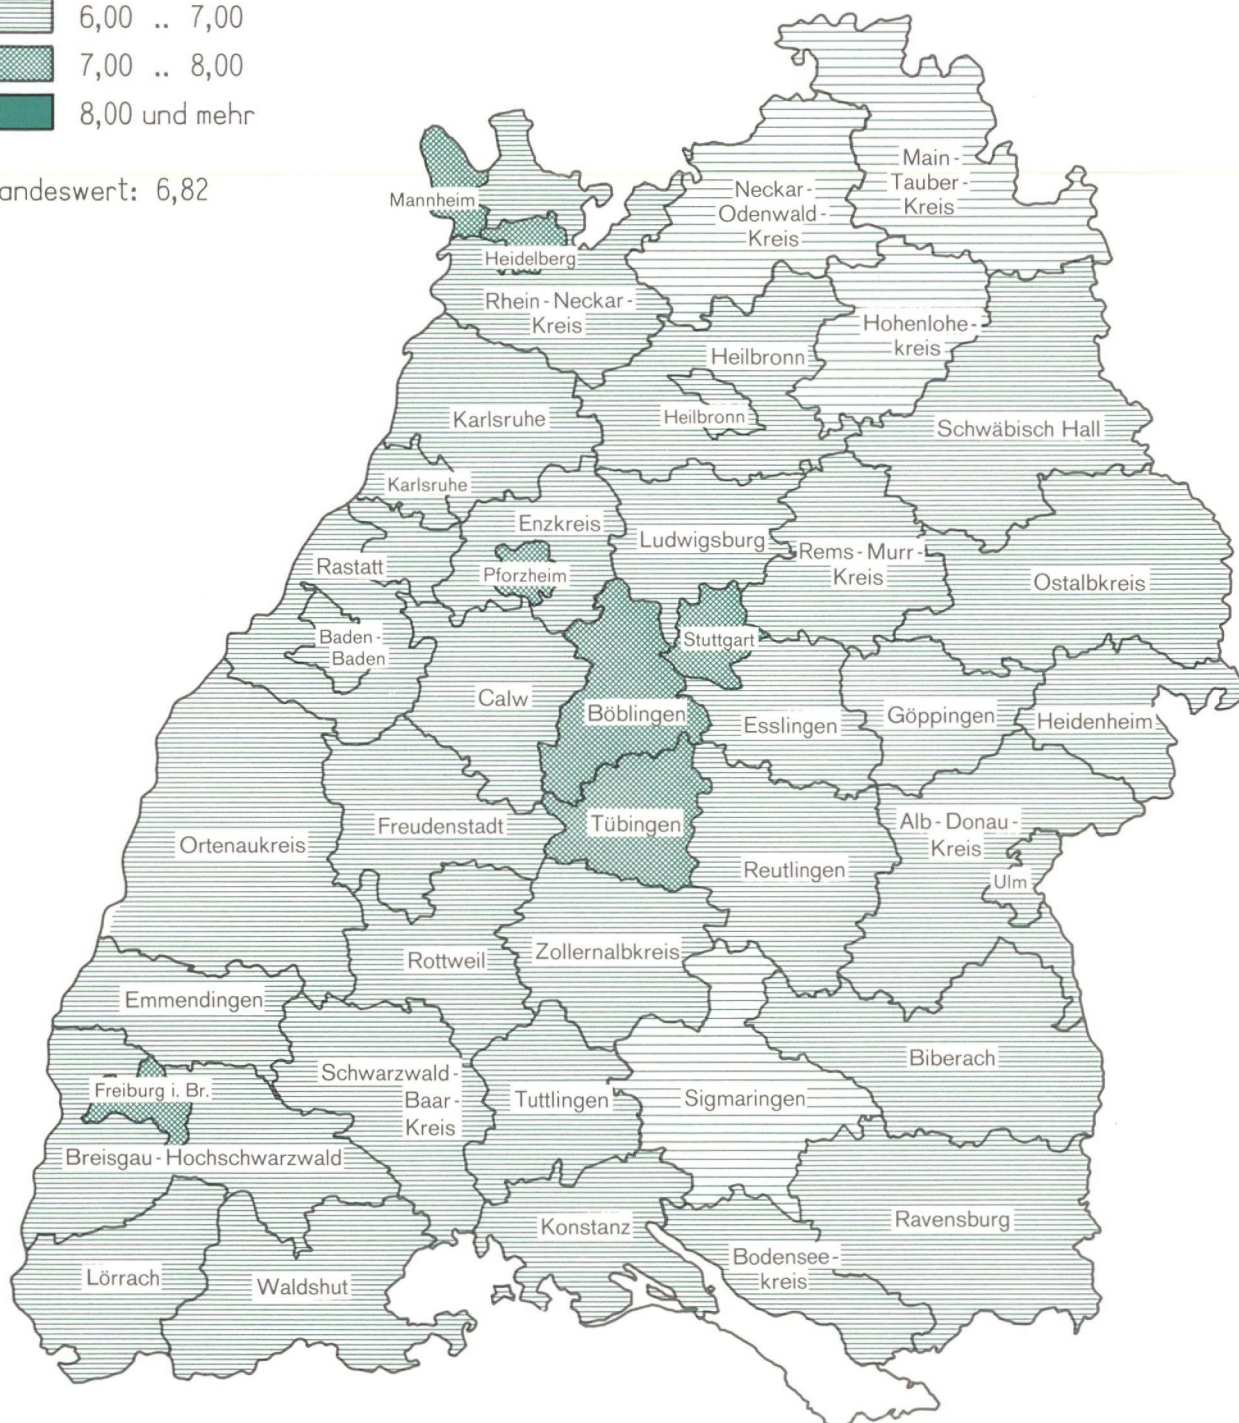 6,00 .. 7,00
7,00 .. 8,00
8,00 und mehr
andeswert: 6,82
Main-
Tauber-
Kreis
Neckar-
Odenwald-
Kreis
Mannheim
Heidelberg
Rhein-Neckar-
Kreis
Hohenlohe-
kreis
Heilbronn
Heilbronn
Karlsruhe
Schwäbisch Hall
Karlsruhe
Enzkreis
Ludwigsburg
Rems-Murr-
Kreis
Rastatt
Pforzheim
Ostalbkreis
Baden-
Baden
Stuttgart
Calw
Böblingen
Esslingen
Göppingen
Heidenheim
Ortenaukreis
Freudenstadt
Tübingen
Reutlingen
Alb-Donau-
Kreis
Ulm
Rottweil
Zollernalbkreis
Emmendingen
Biberach
Schwarzwald-
Baar-
Kreis
Freiburg i. Br.
Tuttlingen
Sigmaringen
Breisgau-Hochschwarzwald
Konstanz
Ravensburg
Bodensee-
kreis
Lörrach
Waldshut